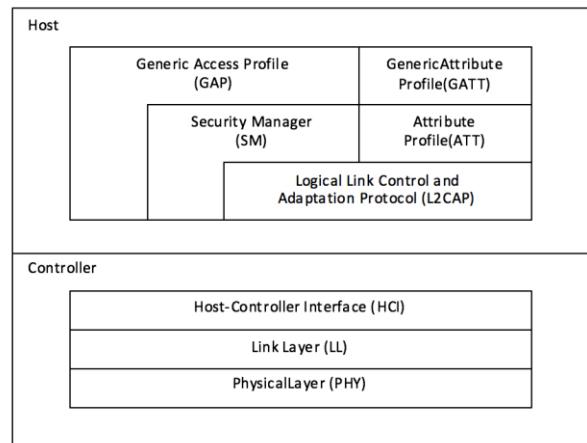 Host
Generic Access Profile
(GAP)
GenericAttribute
Profile(GATT)
Security Manager
(SM)
Attribute
Profile(ATT)
Logical Link Control and
Adaptation Protocol (L2CAP)
Controller
Host-Controller Interface (HCI)
Link Layer (LL)
PhysicalLayer (PHY)